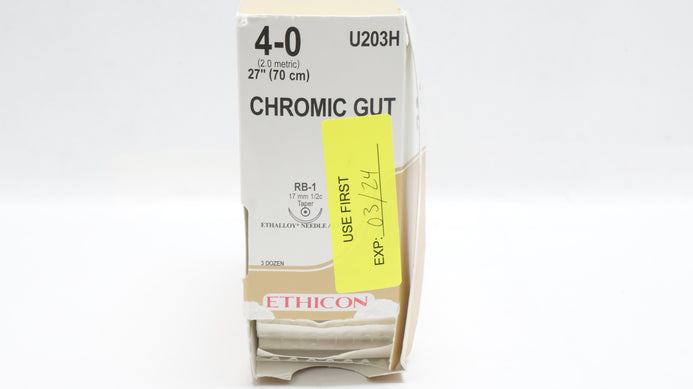 4-0
U203H
(2.0 metric)
27" (70 cm)
CHROMIC GUT
RB-1
17 mm 1/2c
Taper
ETHALLOY® NEEDLE
3 DOZEN
ETHICON
USE FIRST
EXP: 03/24